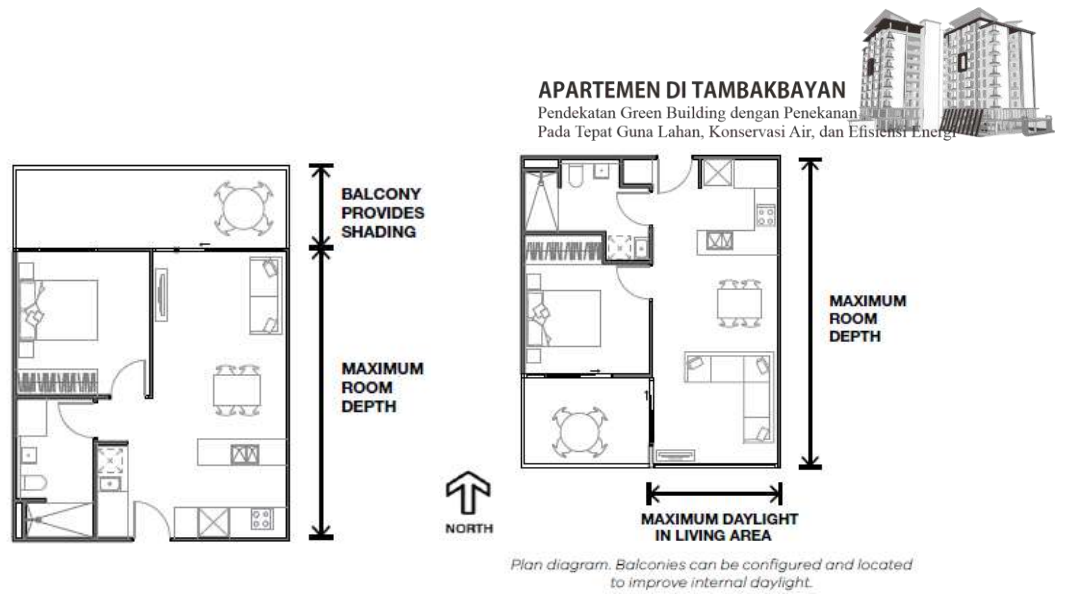 APARTEMEN DI TAMBAKBAYAN
Pendekatan Green Building dengan Penekanan
Pada Tepat Guna Lahan, Konservasi Air, dan Efisiensi Energi
BALCONY
PROVIDES
SHADING
MAXIMUM
ROOM
DEPTH
MAXIMUM
ROOM
DEPTH
NORTH
MAXIMUM DAYLIGHT
IN LIVING AREA
Plan diagram. Balconies can be configured and located
to improve internal daylight.